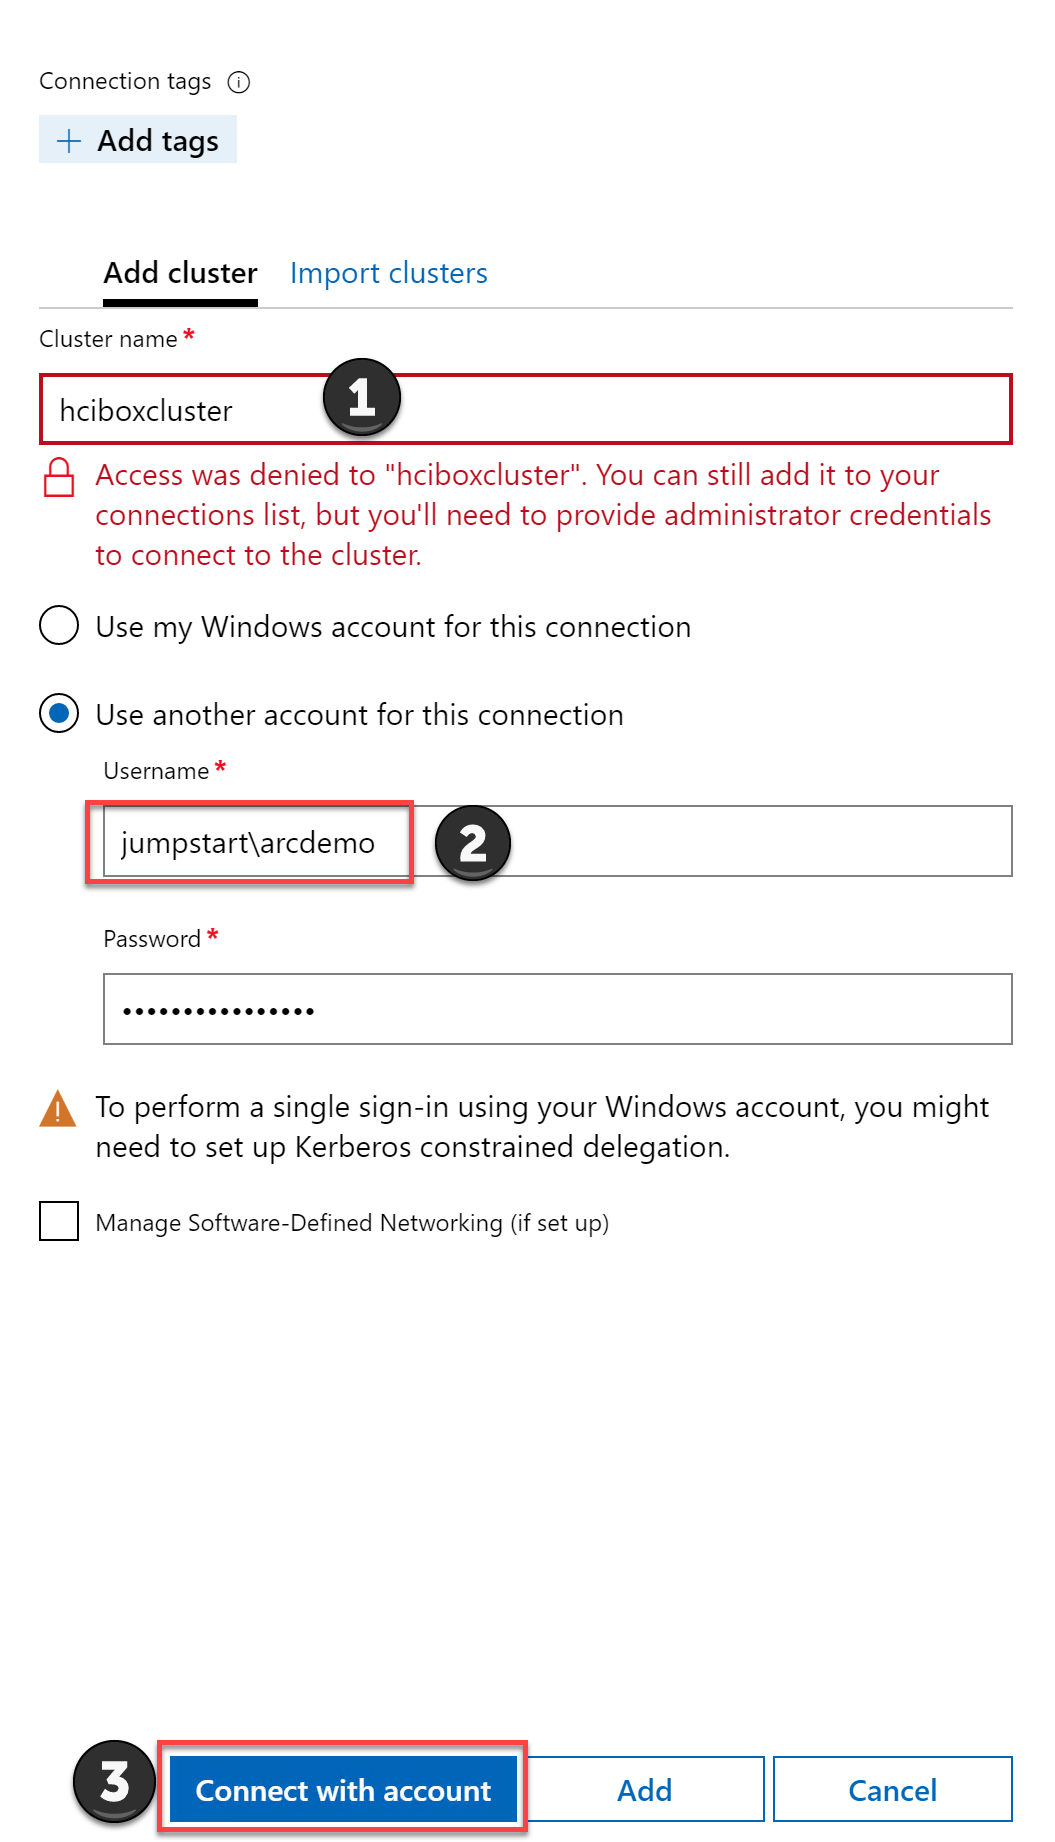 Connection tags
Add tags
Add cluster Import clusters
Cluster name *
hciboxcluster 1
Access was denied to "hciboxcluster". You can still add it to your
connections list, but you'll need to provide administrator credentials
to connect to the cluster.
Use my Windows account for this connection
Use another account for this connection
Username *
jumpstart\arcdemo 2
Password *
••••••••••••••••
To perform a single sign-in using your Windows account, you might
need to set up Kerberos constrained delegation.
Manage Software-Defined Networking (if set up)
3 Connect with account Add Cancel